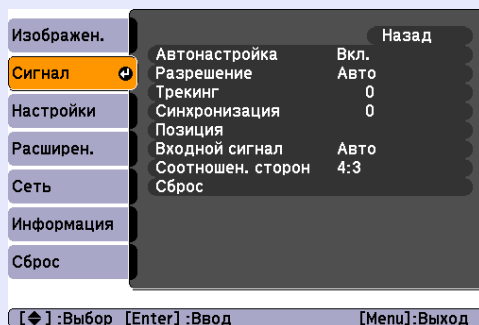 Изображен.
Сигнал
Настройки
Расширен.
Сеть
Информация
Сброс
Назад
Автонастройка Вкл.
Разрешение Авто
Трекинг 0
Синхронизация 0
Позиция
Входной сигнал Авто
Соотношен. сторон 4:3
Сброс
[◆] :Выбор [Enter] :Ввод [Menu]:Выход